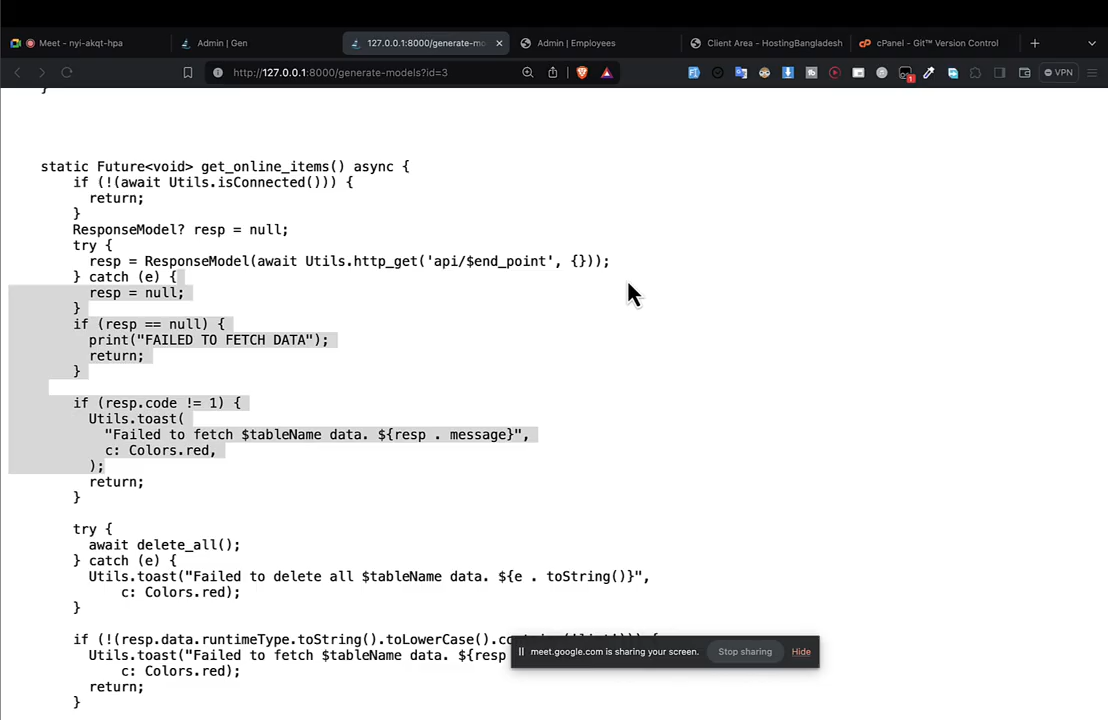 Meet - nyi-akqt-hpa
Admin | Gen
127.0.0.1:8000/generate-mo
Admin | Employees
Client Area - HostingBangladesh
cPanel - Git™ Version Control
http://127.0.0.1:8000/generate-models?id=3
1
VPN
}
static Future<void> get_online_items() async {
if (!(await Utils.isConnected())) {
return;
}
ResponseModel? resp = null;
try {
resp = ResponseModel(await Utils.http_get('api/$end_point', {}));
} catch (e) {
resp = null;
}
if (resp == null) {
print("FAILED TO FETCH DATA");
return;
}
if (resp.code != 1) {
Utils.toast(
"Failed to fetch $tableName data. ${resp . message}",
c: Colors.red,
);
return;
}
try {
await delete_all();
} catch (e) {
Utils.toast("Failed to delete all $tableName data. ${e . toString()}",
c: Colors.red);
}
if (!(resp.data.runtimeType.toString().toLowerCase().
Utils.toast("Failed to fetch $tableName data. ${resp
c: Colors.red);
return;
}
meet.google.com is sharing your screen.
Stop sharing
Hide